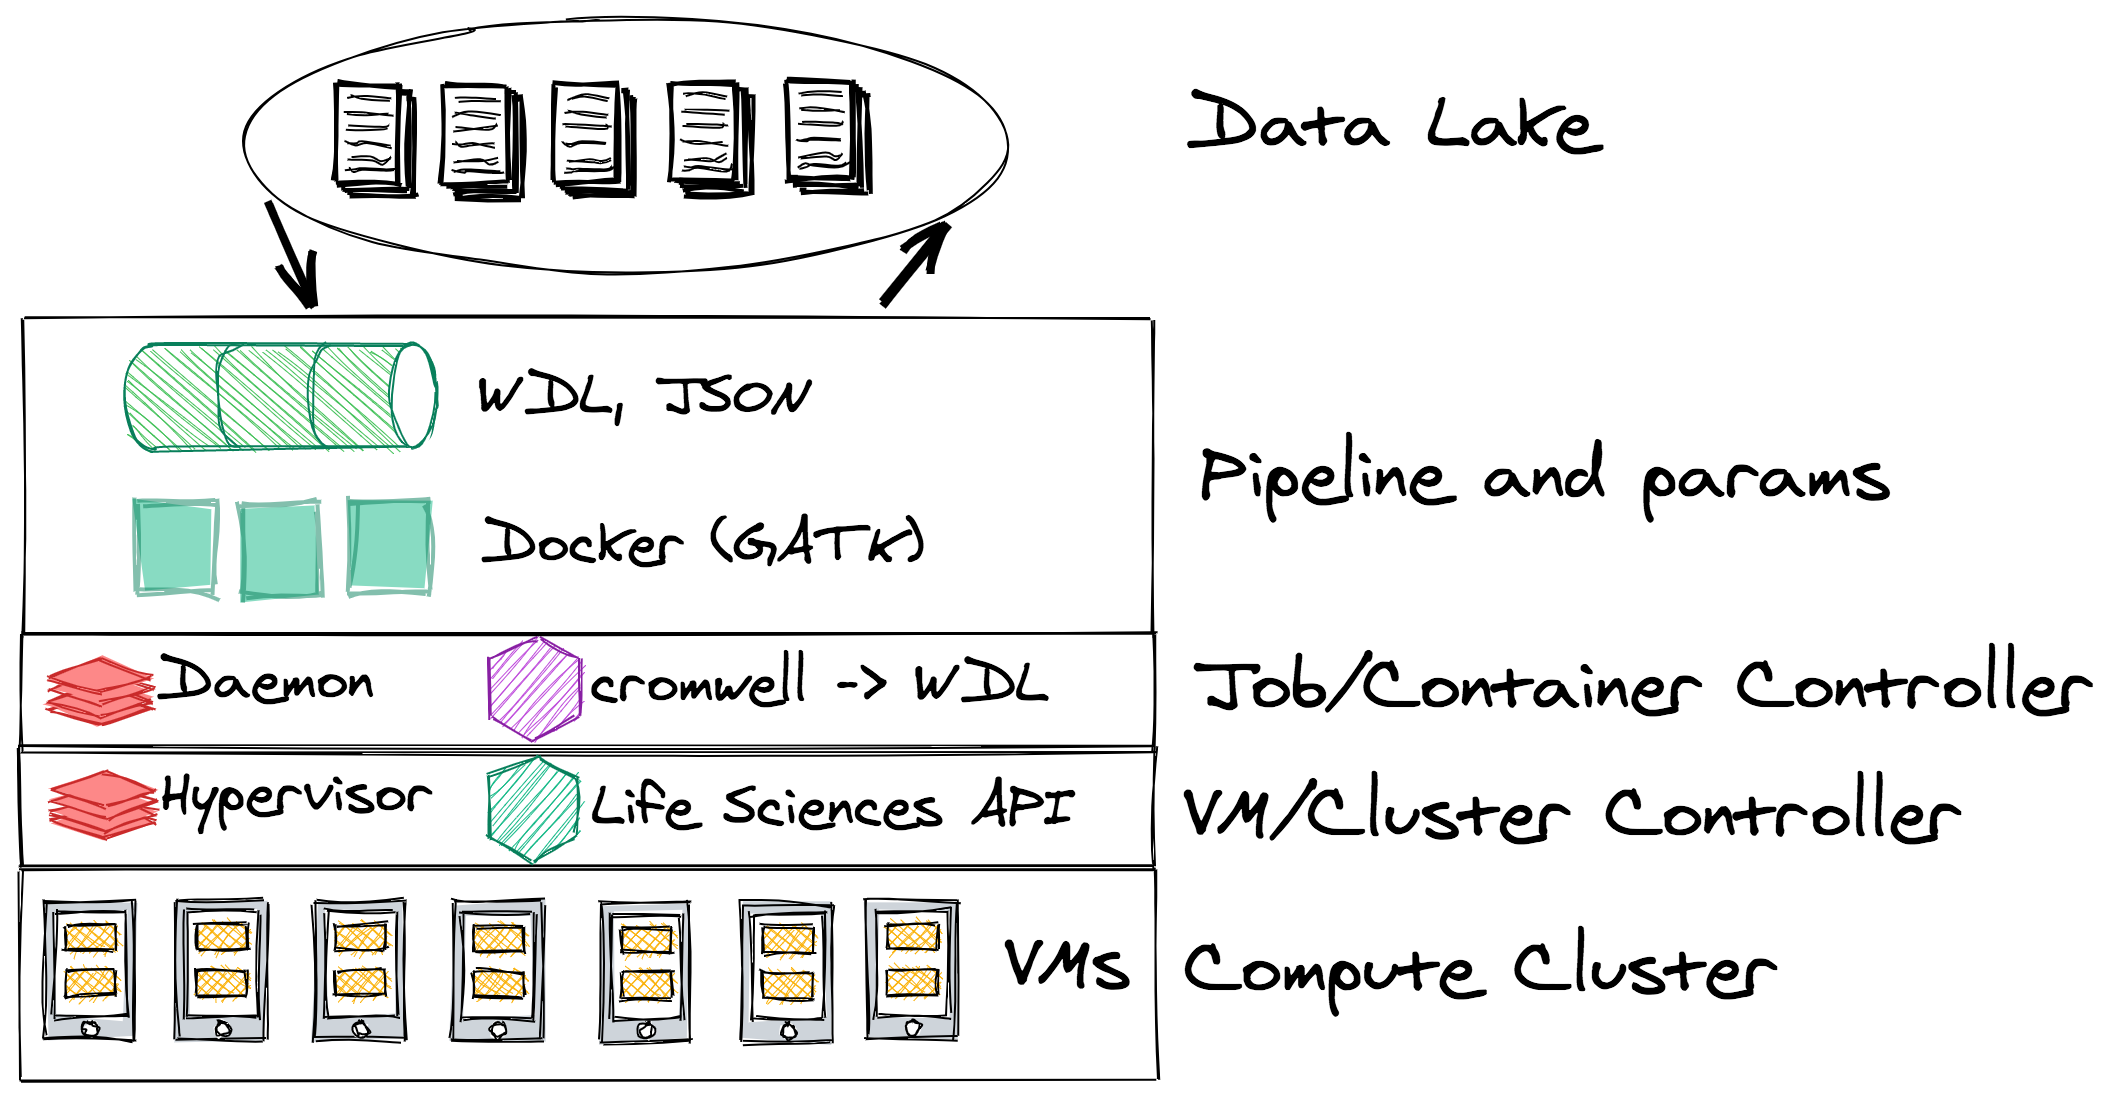 Data Lake
WDL, JSON
Pipeline and params
Docker (GATK)
Daemon
cromwell -> WDL
Job/Container Controller
Hypervisor
Life Sciences API
VM/Cluster Controller
VMs
Compute Cluster